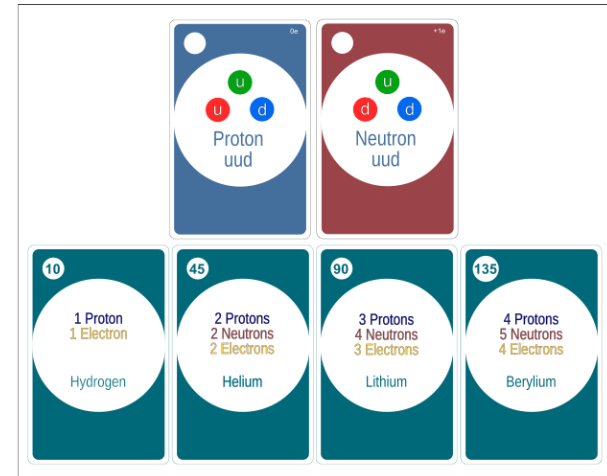 0e
u
u d
Proton
uud
+1e
u
d d
Neutron
uud
10
1 Proton
1 Electron
Hydrogen
45
2 Protons
2 Neutrons
2 Electrons
Helium
90
3 Protons
4 Neutrons
3 Electrons
Lithium
135
4 Protons
5 Neutrons
4 Electrons
Berylium